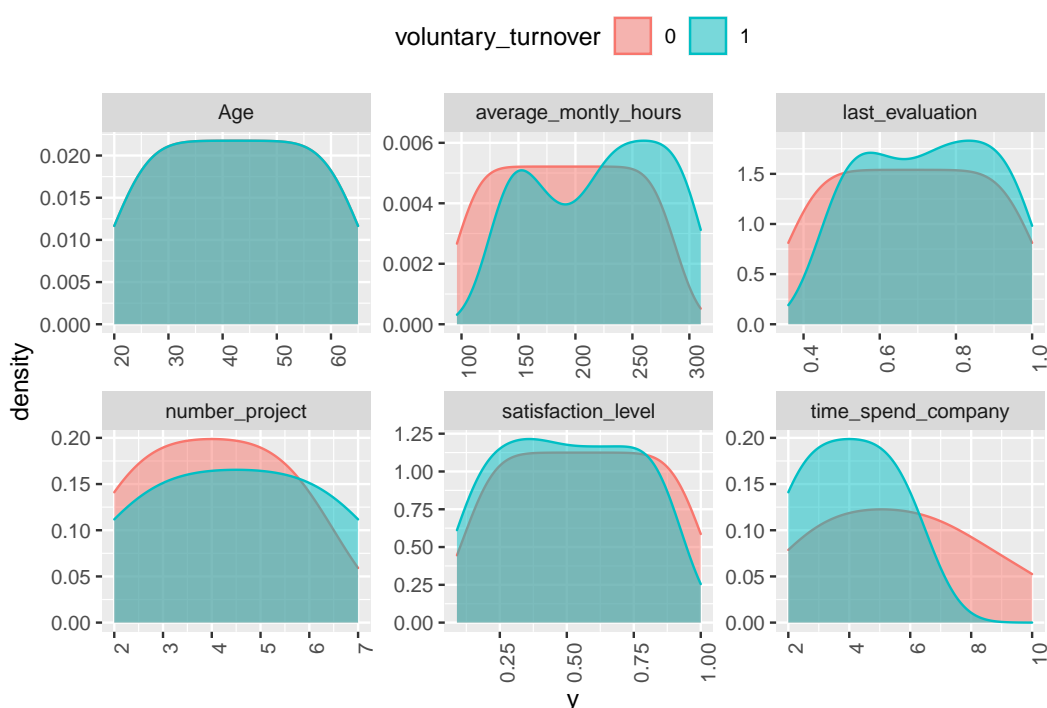 voluntary_turnover 0 1
Age average_montly_hours last_evaluation
0.020
0.015
0.010
0.005
0.000
0.006
0.004
0.002
0.000
1.5
1.0
0.5
0.0
20 30 40 50 60
100 150 200 250 300
0.4 0.6 0.8 1.0
density
number_project satisfaction_level time_spend_company
0.20
0.15
0.10
0.05
0.00
1.25
1.00
0.75
0.50
0.25
0.00
0.20
0.15
0.10
0.05
0.00
2 3 4 5 6 7
0.25 0.50 0.75 1.00
2 4 6 8 10